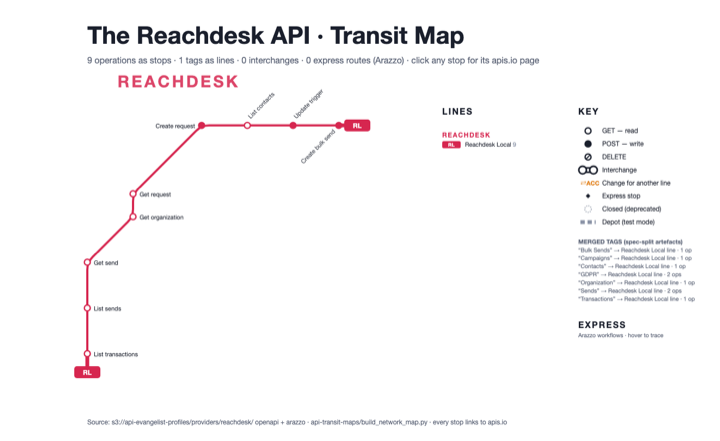 The Reachdesk API · Transit Map
9 operations as stops · 1 tags as lines · 0 interchanges · 0 express routes (Arazzo) · click any stop for its apis.io page
REACHDESK
List contacts
Update trigger
Create request
RL
Create bulk send
Get request
Get organization
Get send
List sends
List transactions
RL
LINES
REACHDESK
RL Reachdesk Local 9
KEY
GET — read
POST — write
DELETE
Interchange
Change for another line
Express stop
Closed (deprecated)
Depot (test mode)
MERGED TAGS (spec-split artefacts)
"Bulk Sends" → Reachdesk Local line · 1 op
"Campaigns" → Reachdesk Local line · 1 op
"Contacts" → Reachdesk Local line · 1 op
"GDPR" → Reachdesk Local line · 2 ops
"Organization" → Reachdesk Local line · 1 op
"Sends" → Reachdesk Local line · 2 ops
"Transactions" → Reachdesk Local line · 1 op
EXPRESS
Arazzo workflows · hover to trace
Source: s3://api-evangelist-profiles/providers/reachdesk/ openapi + arazzo · api-transit-maps/build_network_map.py · every stop links to apis.io